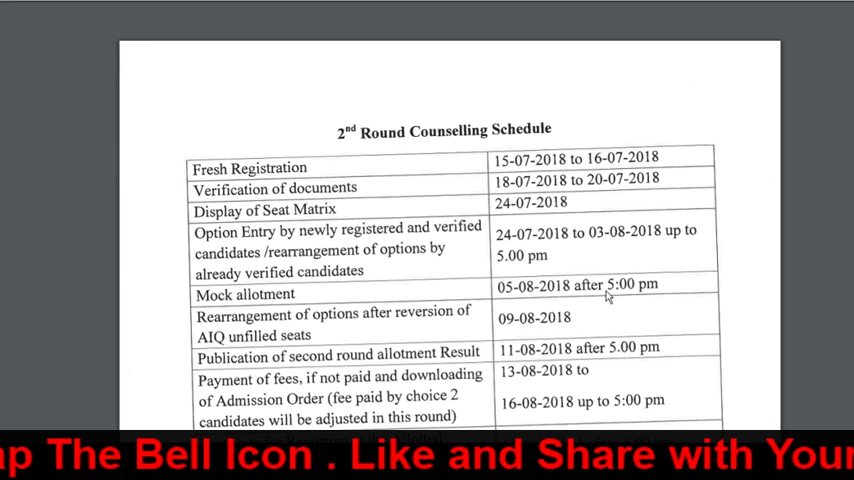 2nd Round Counselling Schedule
Fresh Registration
15-07-2018 to 16-07-2018
Verification of documents
18-07-2018 to 20-07-2018
Display of Seat Matrix
24-07-2018
Option Entry by newly registered and verified
candidates /rearrangement of options by
already verified candidates
24-07-2018 to 03-08-2018 up to
5.00 pm
Mock allotment
05-08-2018 after 5:00 pm
Rearrangement of options after reversion of
AIQ unfilled seats
09-08-2018
Publication of second round allotment Result
11-08-2018 after 5.00 pm
Payment of fees, if not paid and downloading
of Admission Order (fee paid by choice 2
candidates will be adjusted in this round)
13-08-2018 to
16-08-2018 up to 5:00 pm
ap The Bell Icon . Like and Share with Your